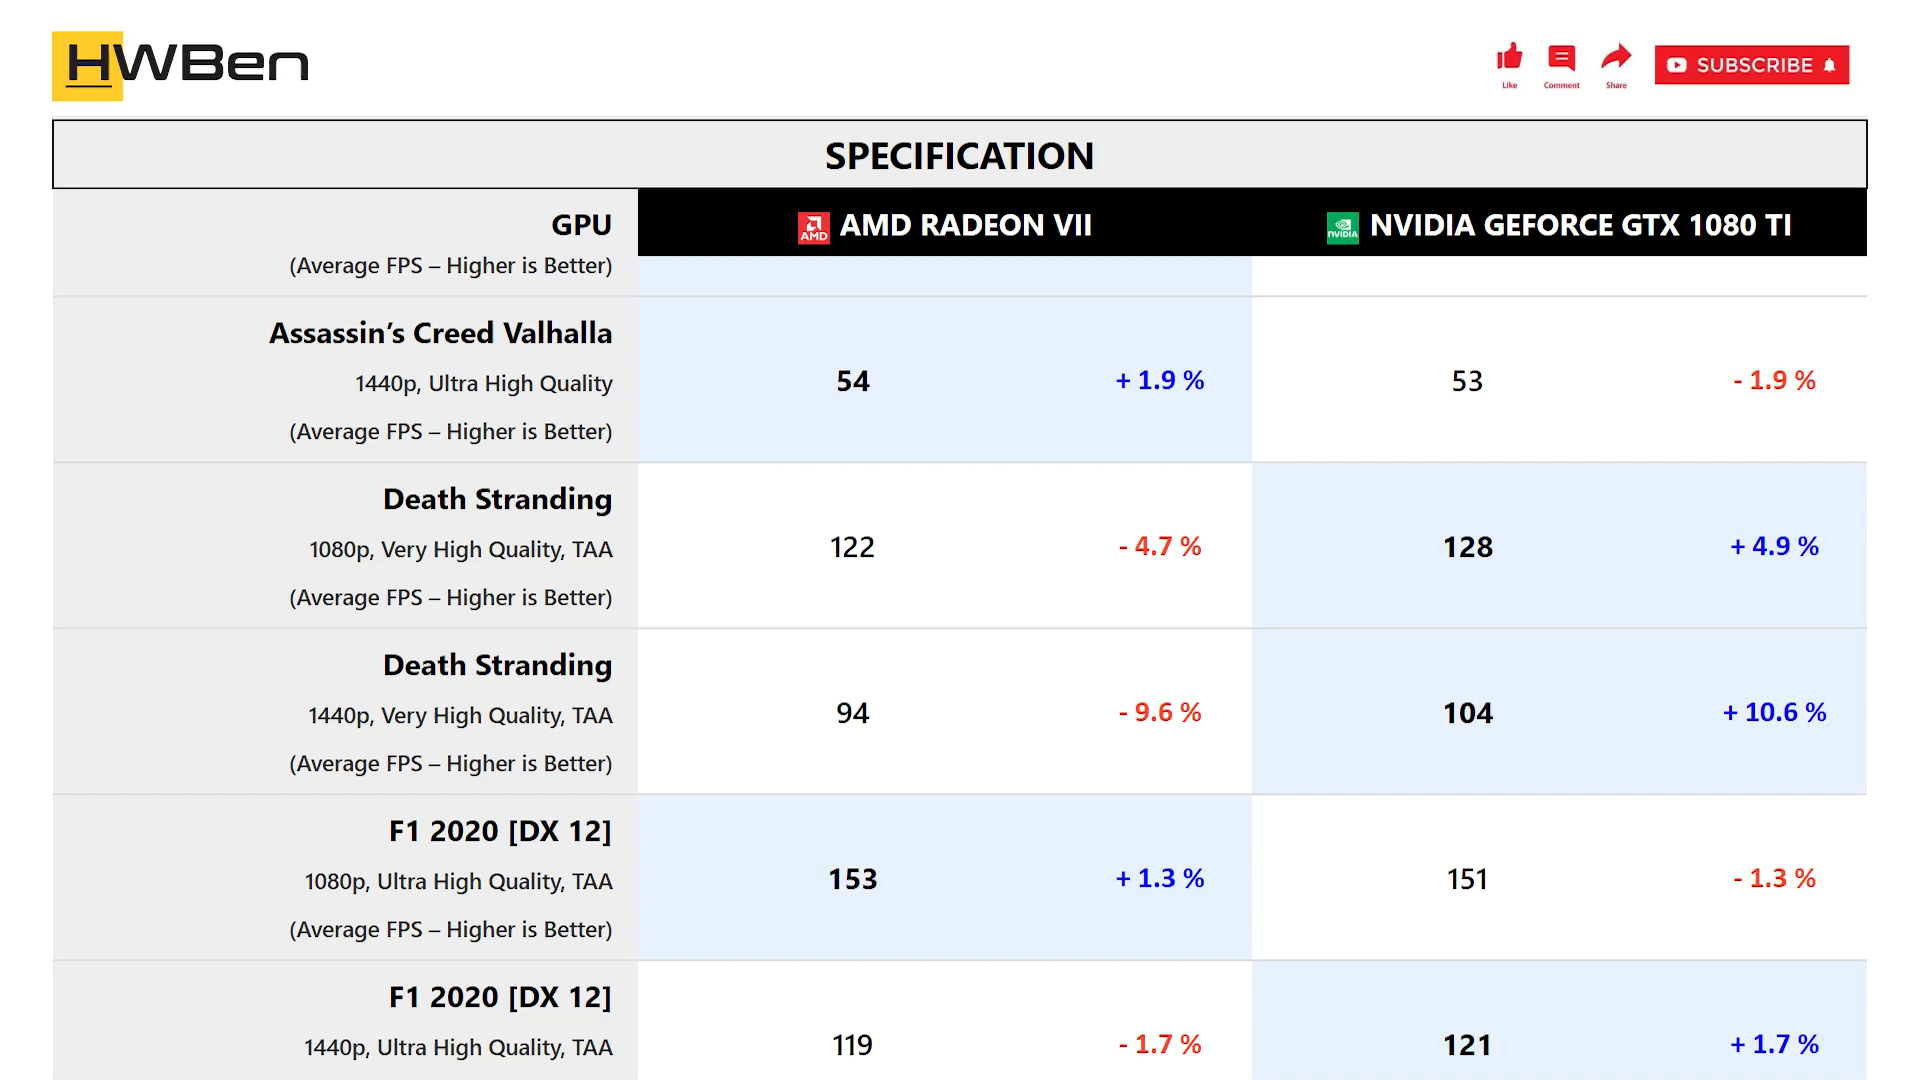 HWBen
Like Comment Share SUBSCRIBE
SPECIFICATION
GPU AMD AMD RADEON VII NVIDIA NVIDIA GEFORCE GTX 1080 TI
(Average FPS – Higher is Better)
Assassin’s Creed Valhalla
1440p, Ultra High Quality 54 + 1.9 % 53 - 1.9 %
(Average FPS – Higher is Better)
Death Stranding
1080p, Very High Quality, TAA 122 - 4.7 % 128 + 4.9 %
(Average FPS – Higher is Better)
Death Stranding
1440p, Very High Quality, TAA 94 - 9.6 % 104 + 10.6 %
(Average FPS – Higher is Better)
F1 2020 [DX 12]
1080p, Ultra High Quality, TAA 153 + 1.3 % 151 - 1.3 %
(Average FPS – Higher is Better)
F1 2020 [DX 12]
1440p, Ultra High Quality, TAA 119 - 1.7 % 121 + 1.7 %